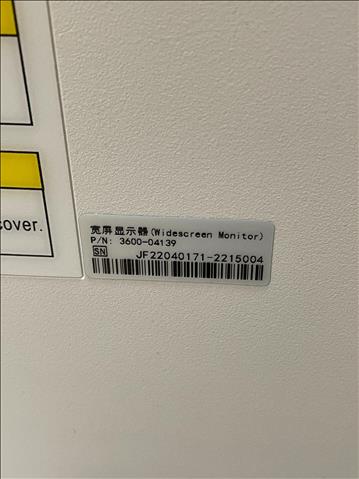 cover.
宽屏显示器(Widescreen Monitor)
P/N: 3600-04139
SN JF22040171-2215004